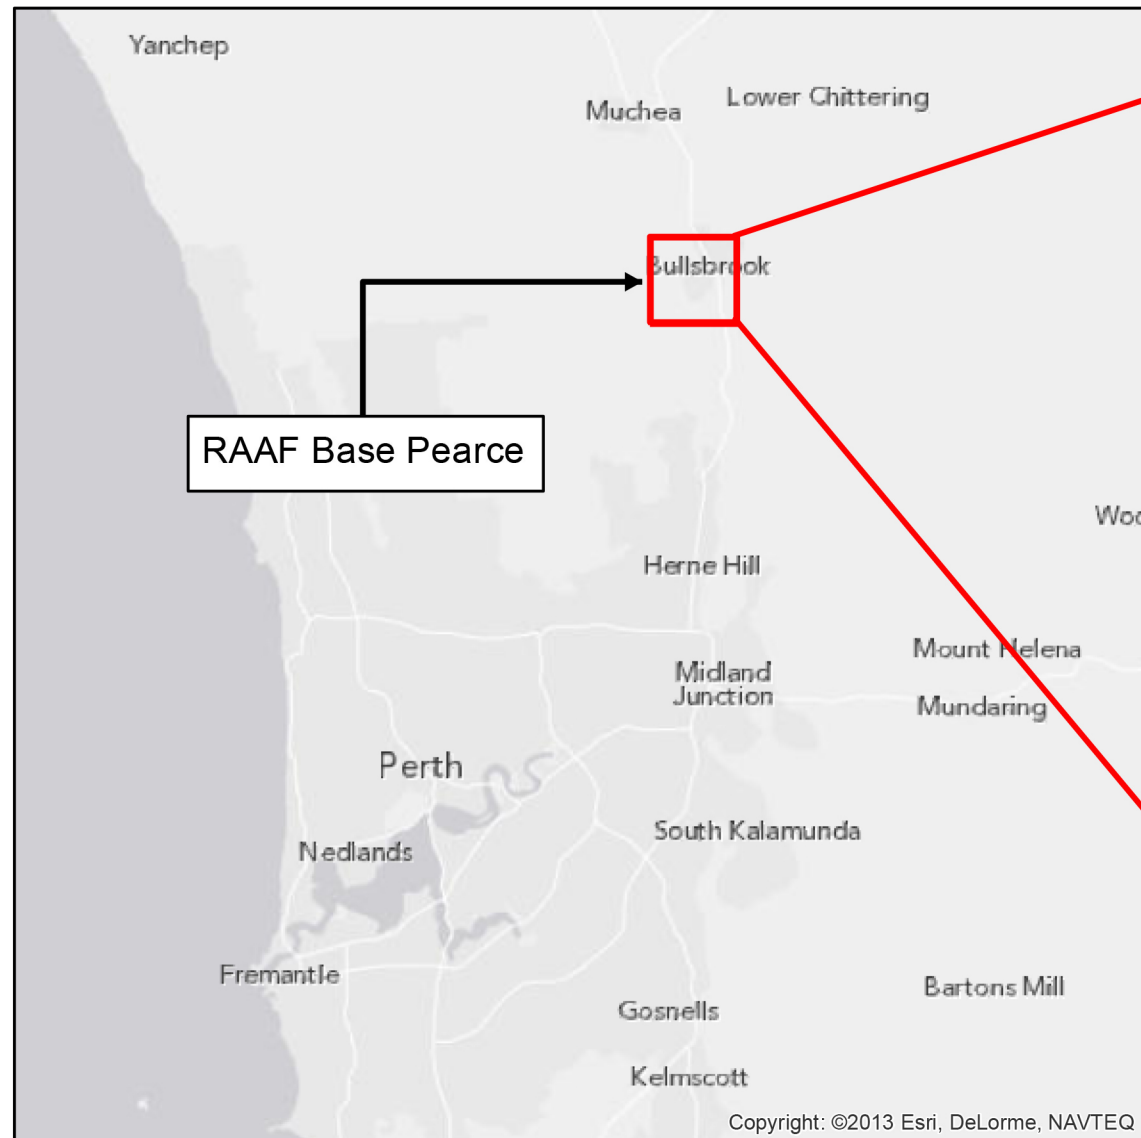 Yanchep
Lower Chittering
Muchea
Bullsbrook
RAAF Base Pearce
Herne Hill
Mount Helena
Midland
Junction
Mundaring
Perth
South Kalamunda
Nedlands
Fremantle
Bartons Mill
Gosnells
Kelmscott
Copyright: ©2013 Esri, DeLorme, NAVTEQ